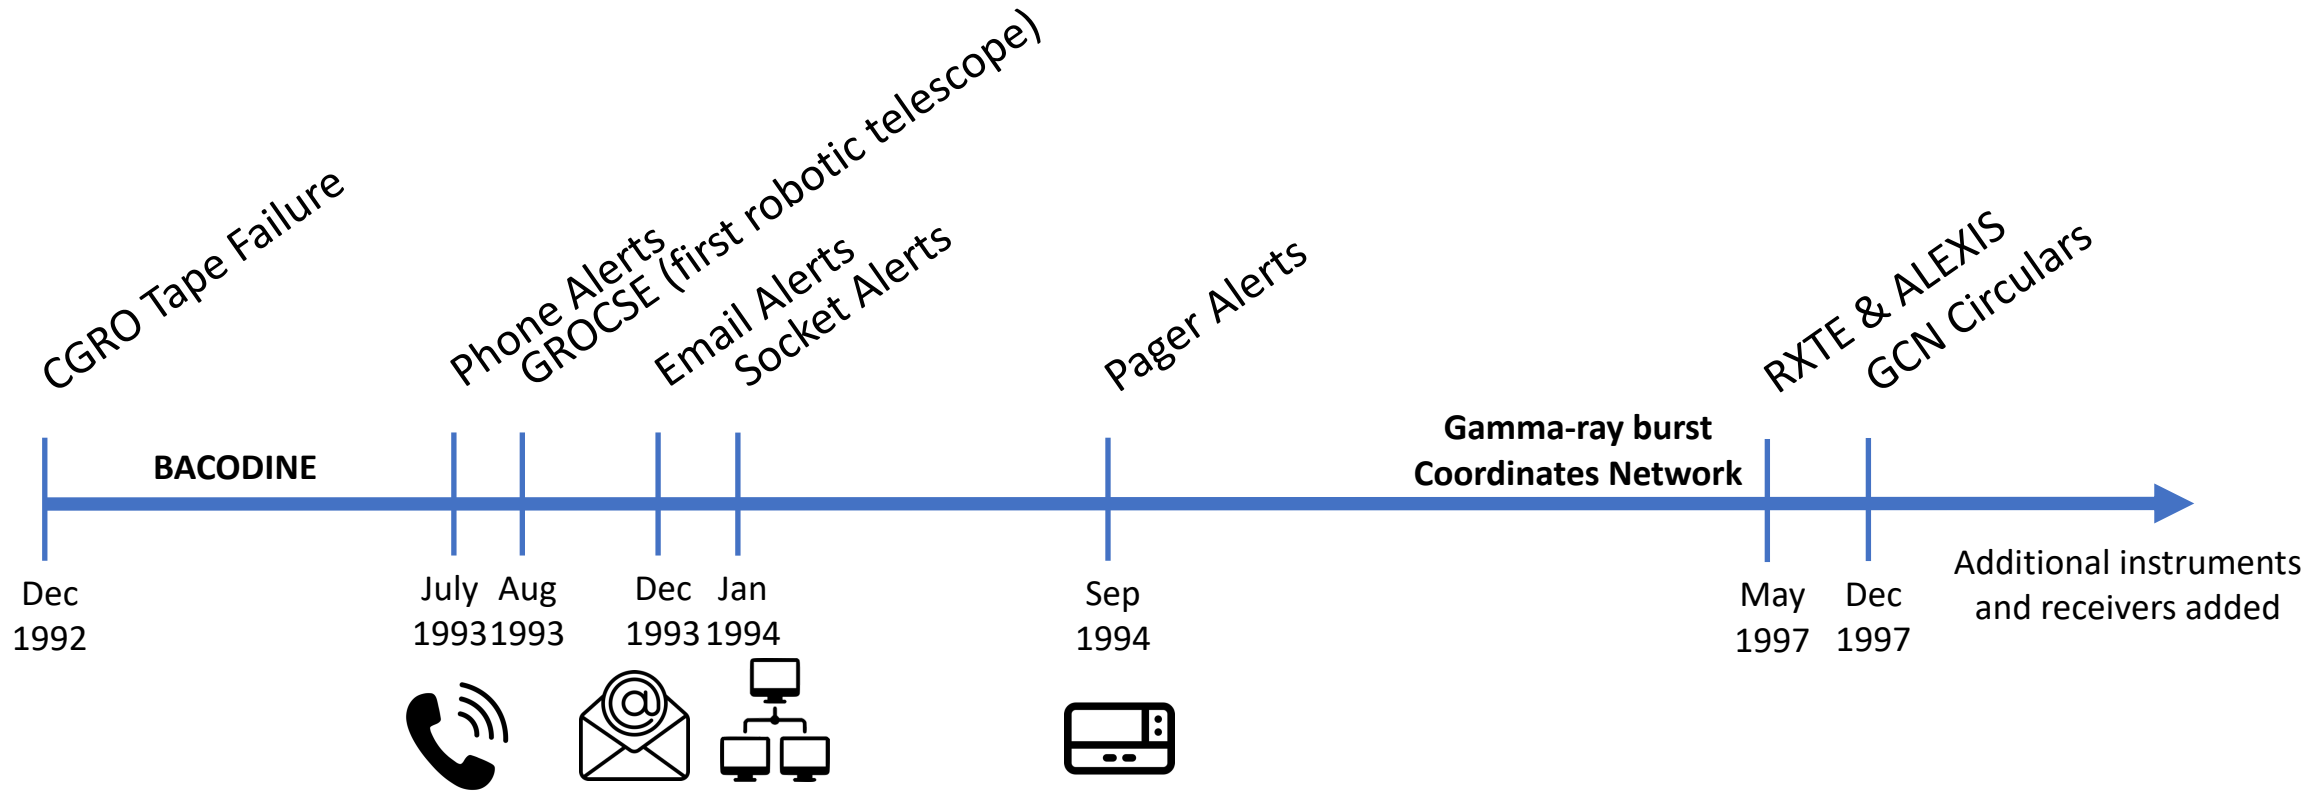 CGRO Tape Failure
Phone Alerts
GROCSE (first robotic telescope)
Email Alerts
Socket Alerts
Pager Alerts
RXTE & ALEXIS
GCN Circulars
BACODINE
Gamma-ray burst
Coordinates Network
Dec
1992
July
1993
Aug
1993
Dec
1993
Jan
1994
Sep
1994
May
1997
Dec
1997
Additional instruments
and receivers added
@